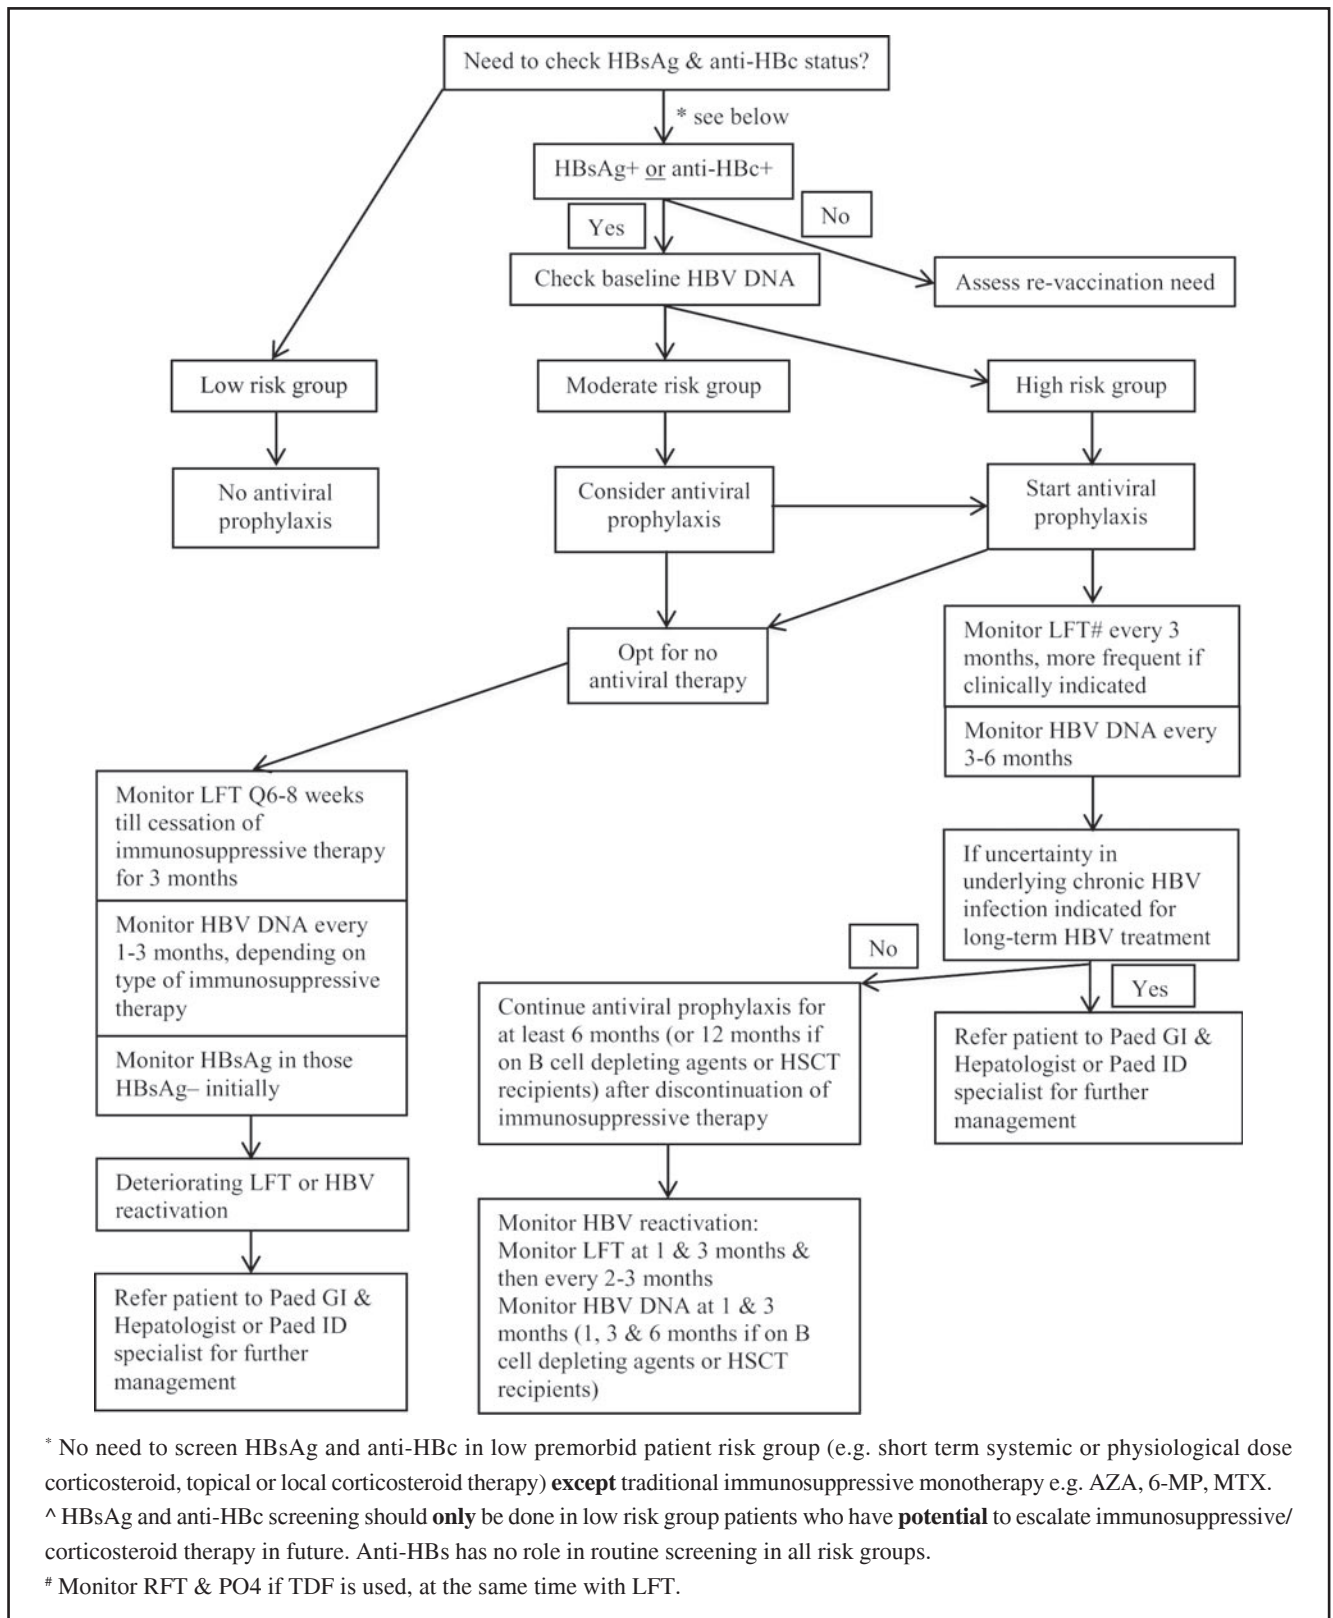 Need to check HBsAg & anti-HBc status?
* see below
HBsAg+ or anti-HBc+
Yes
No
Check baseline HBV DNA
Assess re-vaccination need
Low risk group
Moderate risk group
High risk group
No antiviral
prophylaxis
Consider antiviral
prophylaxis
Start antiviral
prophylaxis
Opt for no
antiviral therapy
Monitor LFT# every 3
months, more frequent if
clinically indicated
Monitor HBV DNA every
3-6 months
Monitor LFT Q6-8 weeks
till cessation of
immunosuppressive therapy
for 3 months
Monitor HBV DNA every
1-3 months, depending on
type of immunosuppressive
therapy
Monitor HBsAg in those
HBsAg– initially
If uncertainty in
underlying chronic HBV
infection indicated for
long-term HBV treatment
No
Yes
Continue antiviral prophylaxis for
at least 6 months (or 12 months if
on B cell depleting agents or HSCT
recipients) after discontinuation of
immunosuppressive therapy
Refer patient to Paed GI &
Hepatologist or Paed ID
specialist for further
management
Deteriorating LFT or HBV
reactivation
Refer patient to Paed GI &
Hepatologist or Paed ID
specialist for further
management
Monitor HBV reactivation:
Monitor LFT at 1 & 3 months &
then every 2-3 months
Monitor HBV DNA at 1 & 3
months (1, 3 & 6 months if on B
cell depleting agents or HSCT
recipients)
* No need to screen HBsAg and anti-HBc in low premorbid patient risk group (e.g. short term systemic or physiological dose
corticosteroid, topical or local corticosteroid therapy) except traditional immunosuppressive monotherapy e.g. AZA, 6-MP, MTX.
^ HBsAg and anti-HBc screening should only be done in low risk group patients who have potential to escalate immunosuppressive/
corticosteroid therapy in future. Anti-HBs has no role in routine screening in all risk groups.
# Monitor RFT & PO4 if TDF is used, at the same time with LFT.